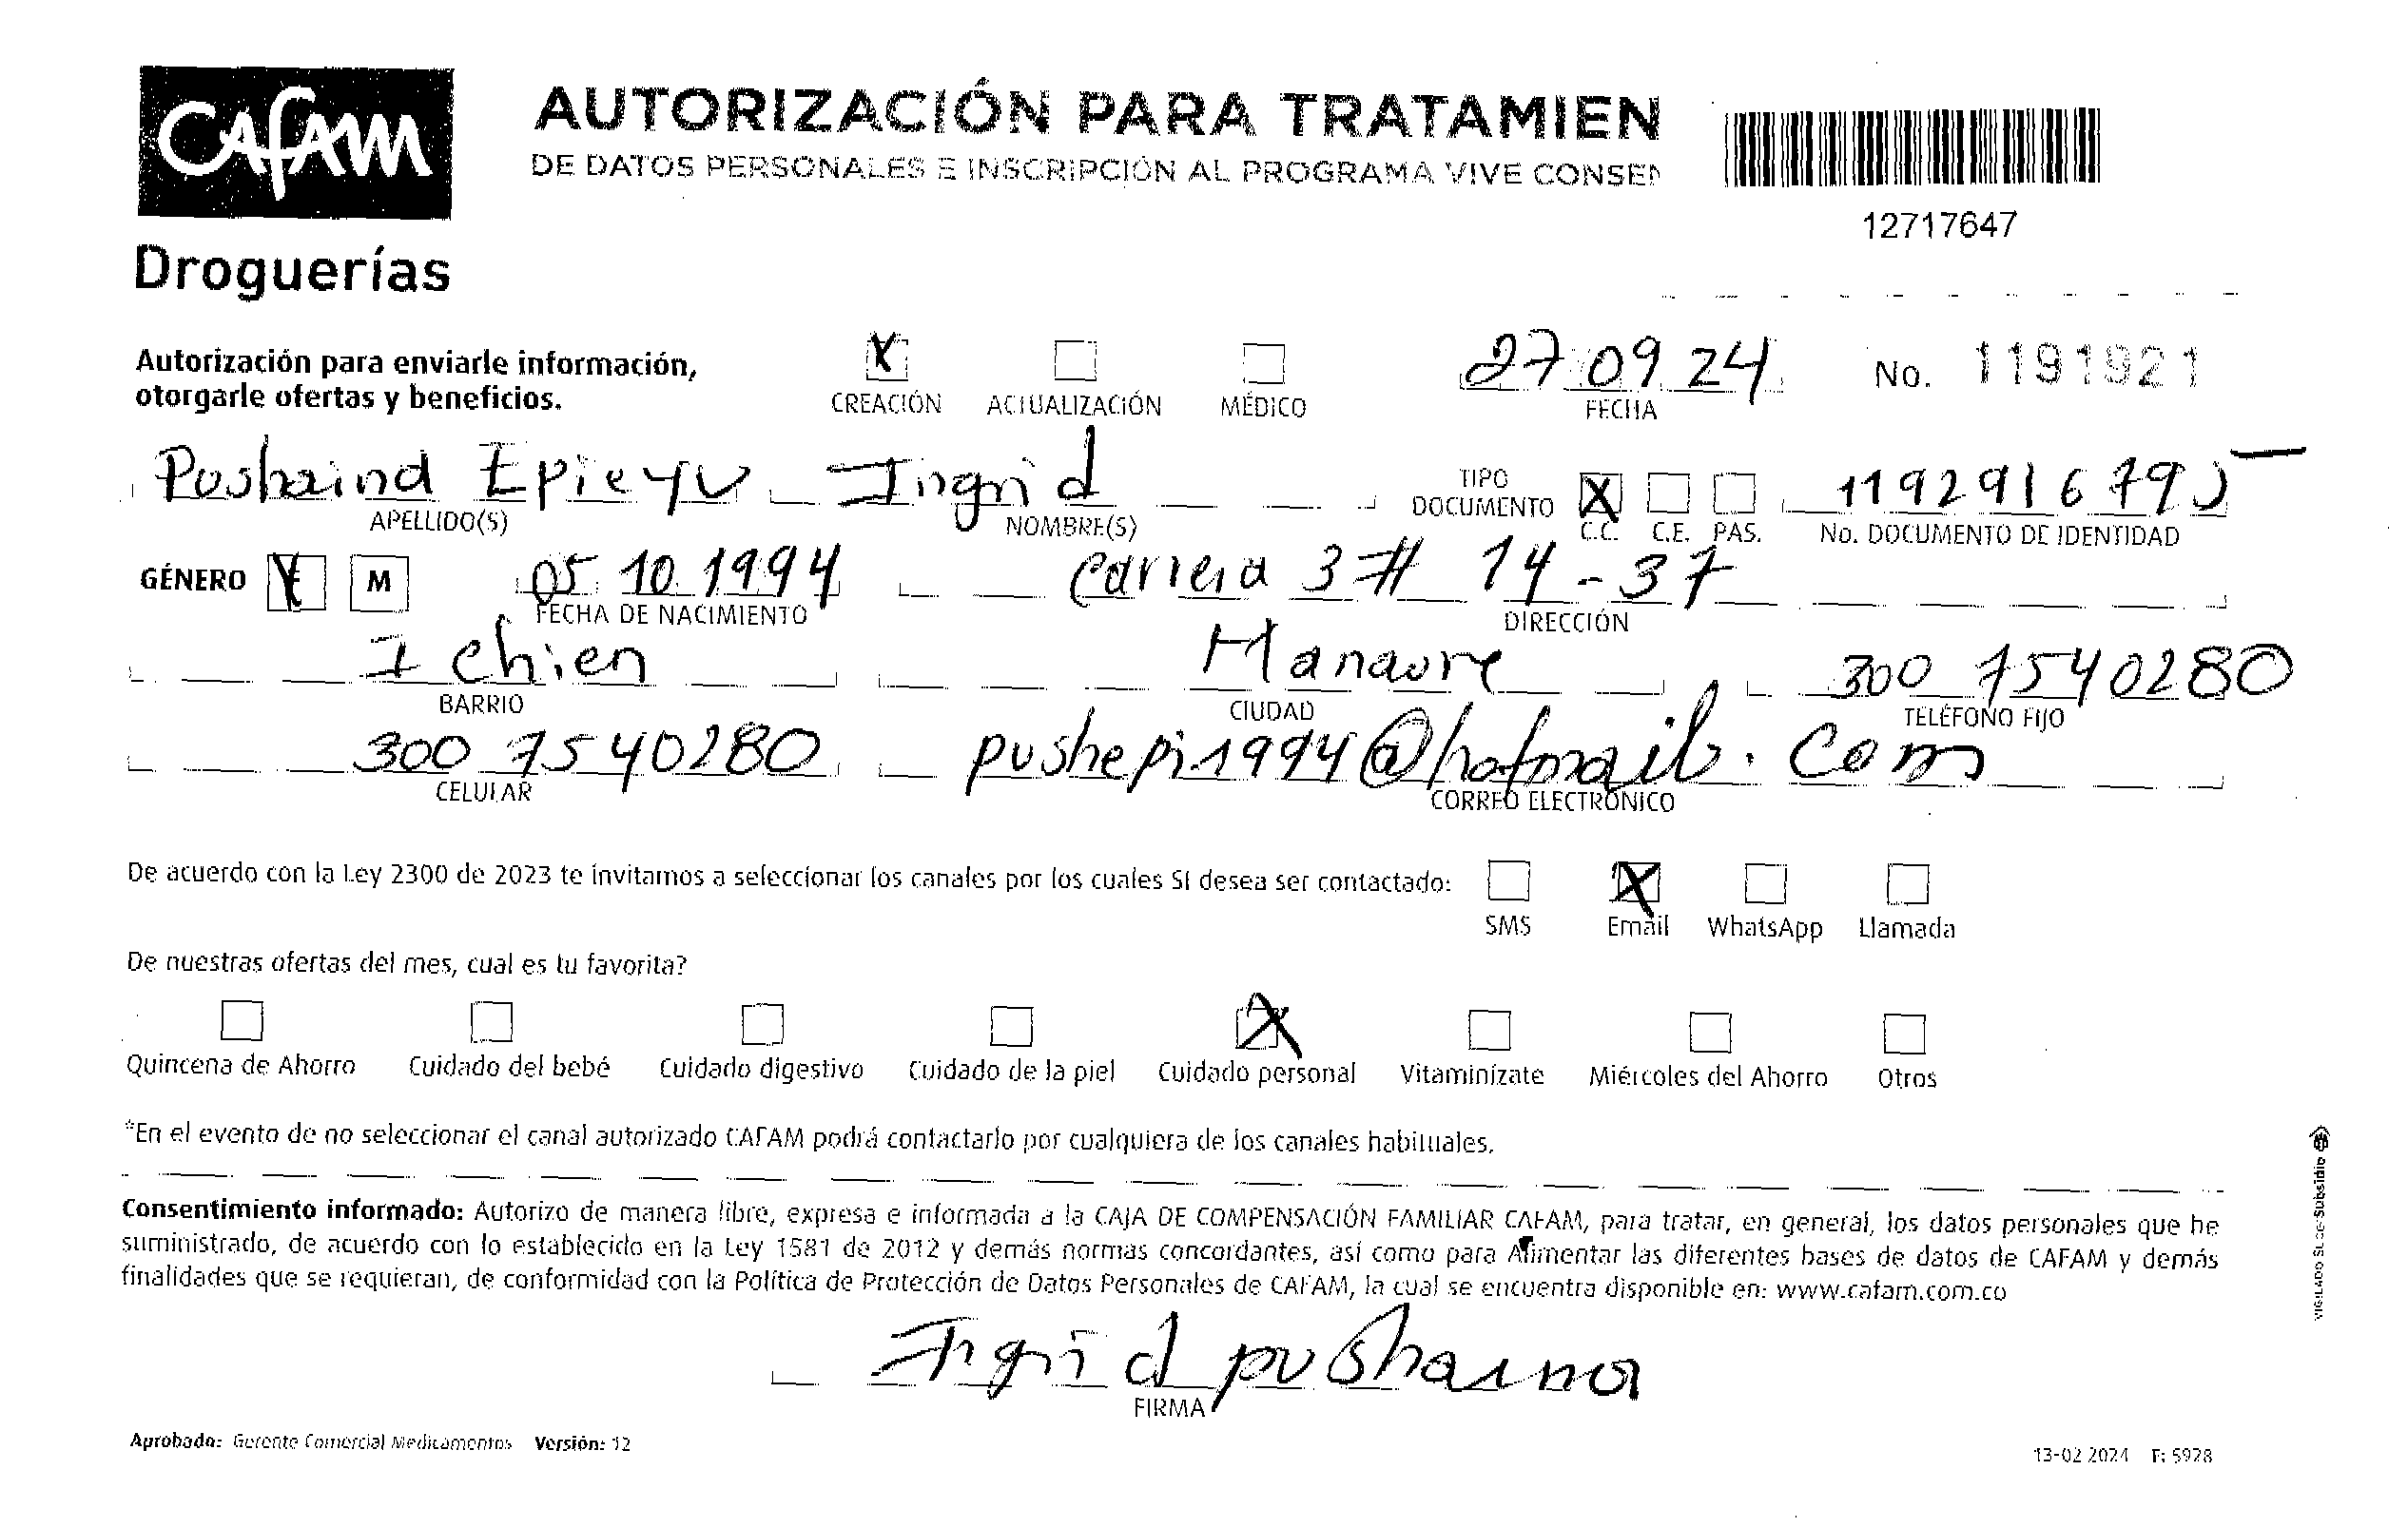 Cafam
Droguerías
AUTORIZACIÓN PARA TRATAMIEN
DE DATOS PERSONALES E INSCRIPCIÓN AL PROGRAMA VIVE CONSEN
12717647
Autorización para enviarle información,
otorgarle ofertas y beneficios.
X CREACIÓN ACTUALIZACIÓN MÉDICO
27 09 24
FECHA
No. 1191921
Poshaind Epieyu Ingrid
APELLIDO(S) NOMBRE(S)
TIPO
DOCUMENTO X
C.C. C.E. PAS.
1192916795
No. DOCUMENTO DE IDENTIDAD
GÉNERO X M
05 10 1994
FECHA DE NACIMIENTO
Carrera 3 # 14 - 37
DIRECCIÓN
I chien
BARRIO
Manaure
CIUDAD
300 7540280
TELÉFONO FIJO
300 7540280
CELULAR
pushepi1994@hotmail.com
CORREO ELECTRÓNICO
De acuerdo con la Ley 2300 de 2023 te invitamos a seleccionar los canales por los cuales SI desea ser contactado:
SMS X Email WhatsApp Llamada
De nuestras ofertas del mes, cual es tu favorita?
Quincena de Ahorro Cuidado del bebé Cuidado digestivo Cuidado de la piel X Cuidado personal Vitaminízate Miércoles del Ahorro Otros
*En el evento de no seleccionar el canal autorizado CAFAM podrá contactarlo por cualquiera de los canales habituales.
Consentimiento informado: Autorizo de manera libre, expresa e informada a la CAJA DE COMPENSACIÓN FAMILIAR CAFAM, para tratar, en general, los datos personales que he
suministrado, de acuerdo con lo establecido en la Ley 1581 de 2012 y demás normas concordantes, así como para Alimentar las diferentes bases de datos de CAFAM y demás
finalidades que se requieran, de conformidad con la Política de Protección de Datos Personales de CAFAM, la cual se encuentra disponible en: www.cafam.com.co
Ingrid pushaina
FIRMA
Aprobado: Gerente Comercial Medicamentos Versión: 12
13-02 2024 F: 5928
VIGILADO SuperSubsidio